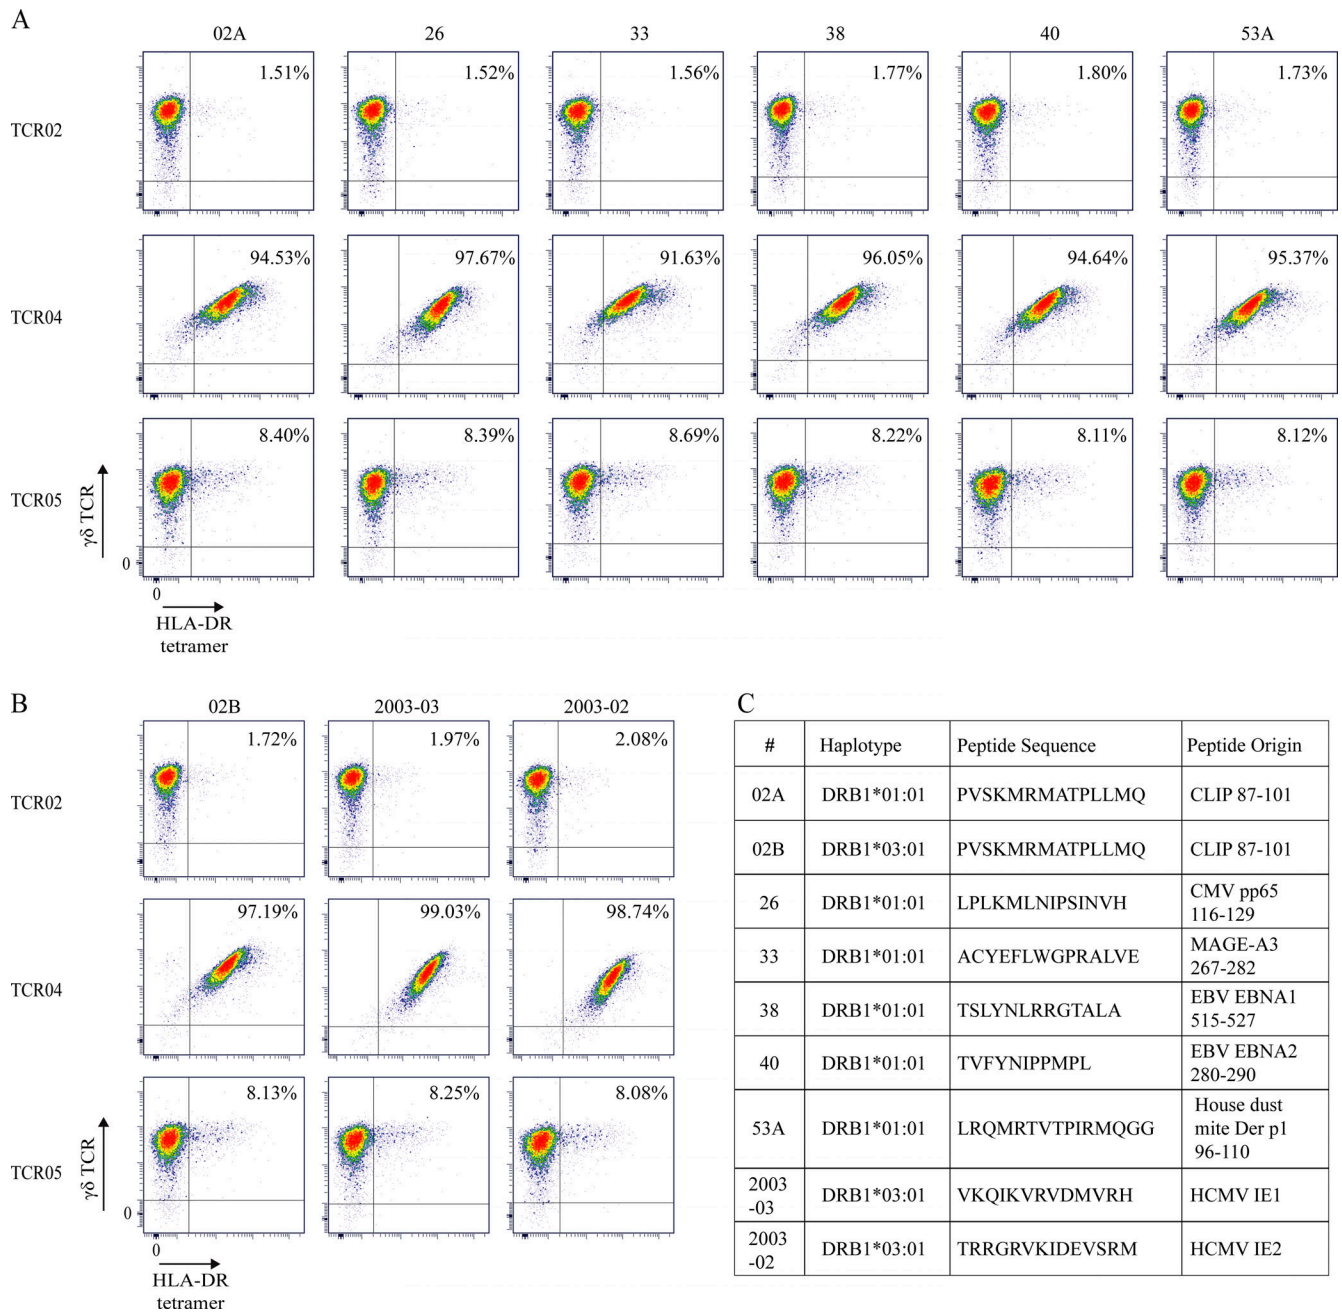 A
02A 26 33 38 40 53A
TCR02 1.51% 1.52% 1.56% 1.77% 1.80% 1.73%
TCR04 94.53% 97.67% 91.63% 96.05% 94.64% 95.37%
TCR05 8.40% 8.39% 8.69% 8.22% 8.11% 8.12%
γδ TCR
0
0
HLA-DR
tetramer
B
02B 2003-03 2003-02
TCR02 1.72% 1.97% 2.08%
TCR04 97.19% 99.03% 98.74%
TCR05 8.13% 8.25% 8.08%
γδ TCR
0
0
HLA-DR
tetramer
C
# Haplotype Peptide Sequence Peptide Origin
02A DRB1*01:01 PVSKMRMATPLLMQ CLIP 87-101
02B DRB1*03:01 PVSKMRMATPLLMQ CLIP 87-101
26 DRB1*01:01 LPLKMLNIPSINVH CMV pp65
116-129
33 DRB1*01:01 ACYEFLWGPRALVE MAGE-A3
267-282
38 DRB1*01:01 TSLYNLRRGTALA EBV EBNA1
515-527
40 DRB1*01:01 TVFYNIPPMPL EBV EBNA2
280-290
53A DRB1*01:01 LRQMRTVTPIRMQGG House dust
mite Der p1
96-110
2003
-03 DRB1*03:01 VKQIKVRVDMVRH HCMV IE1
2003
-02 DRB1*03:01 TRRGRVKIDEVSRM HCMV IE2